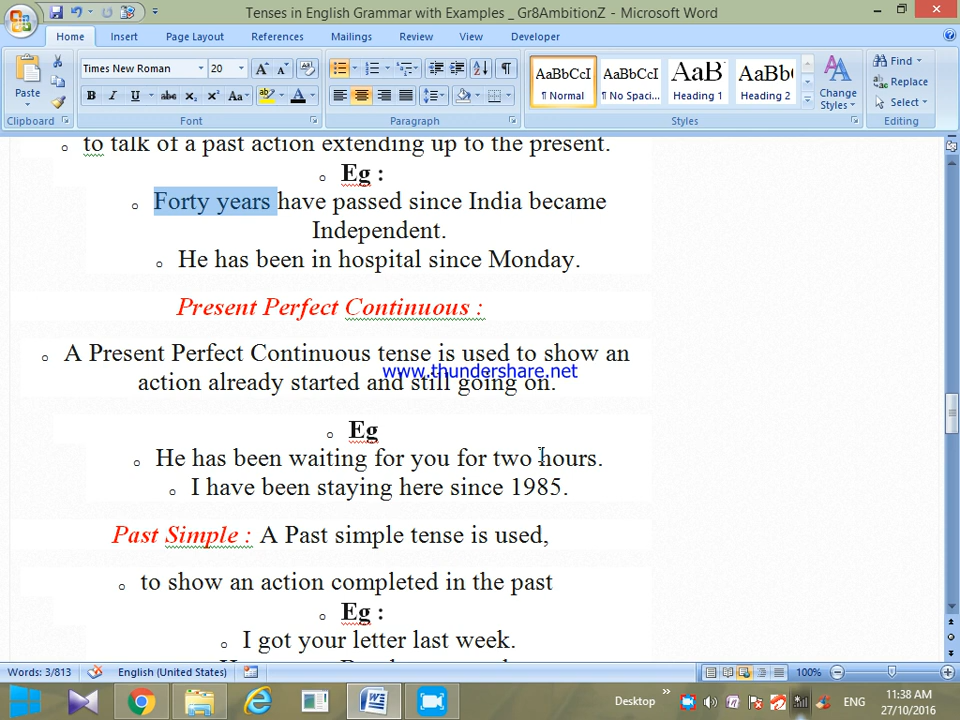 Tenses in English Grammar with Examples _ Gr8AmbitionZ - Microsoft Word
Home Insert Page Layout References Mailings Review View Developer
Times New Roman 20 Find
AaBbCcI AaBbCcI AaB AaBb( Replace
Paste B I U abc x₂ x² Aa A ¶ Normal ¶ No Spaci... Heading 1 Heading 2 Change Styles Select
Clipboard Font Paragraph Styles Editing
to talk of a past action extending up to the present.
Eg :
Forty years have passed since India became
Independent.
He has been in hospital since Monday.
Present Perfect Continuous :
A Present Perfect Continuous tense is used to show an
www.thundershare.net
action already started and still going on.
Eg
He has been waiting for you for two hours.
I have been staying here since 1985.
Past Simple : A Past simple tense is used,
to show an action completed in the past
Eg :
I got your letter last week.
Words: 3/813 English (United States) 100%
Desktop » ENG 11:38 AM
27/10/2016